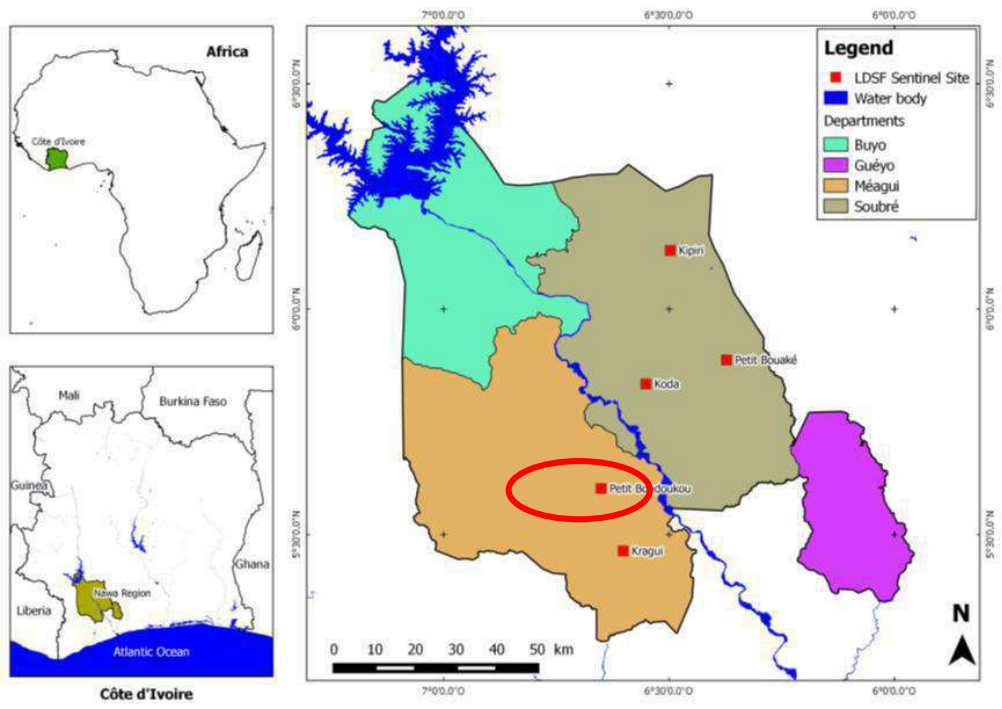 Africa
Côte d'Ivoire
Mali
Burkina Faso
Guinea
Ghana
Nawa Region
Liberia
Atlantic Ocean
Côte d'Ivoire
7°0'0.0"O
6°30'0.0"O
6°0'0.0"O
6°30'0.0"N
6°30'0.0"N
Legend
LDSF Sentinel Site
Water body
Departments
Buyo
Guéyo
Méagui
Soubré
Kipiri
6°0'0.0"N
6°0'0.0"N
Petit Bouaké
Koda
Petit Bondoukou
5°30'0.0"N
5°30'0.0"N
Kragui
N
0 10 20 30 40 50 km
7°0'0.0"O
6°30'0.0"O
6°0'0.0"O